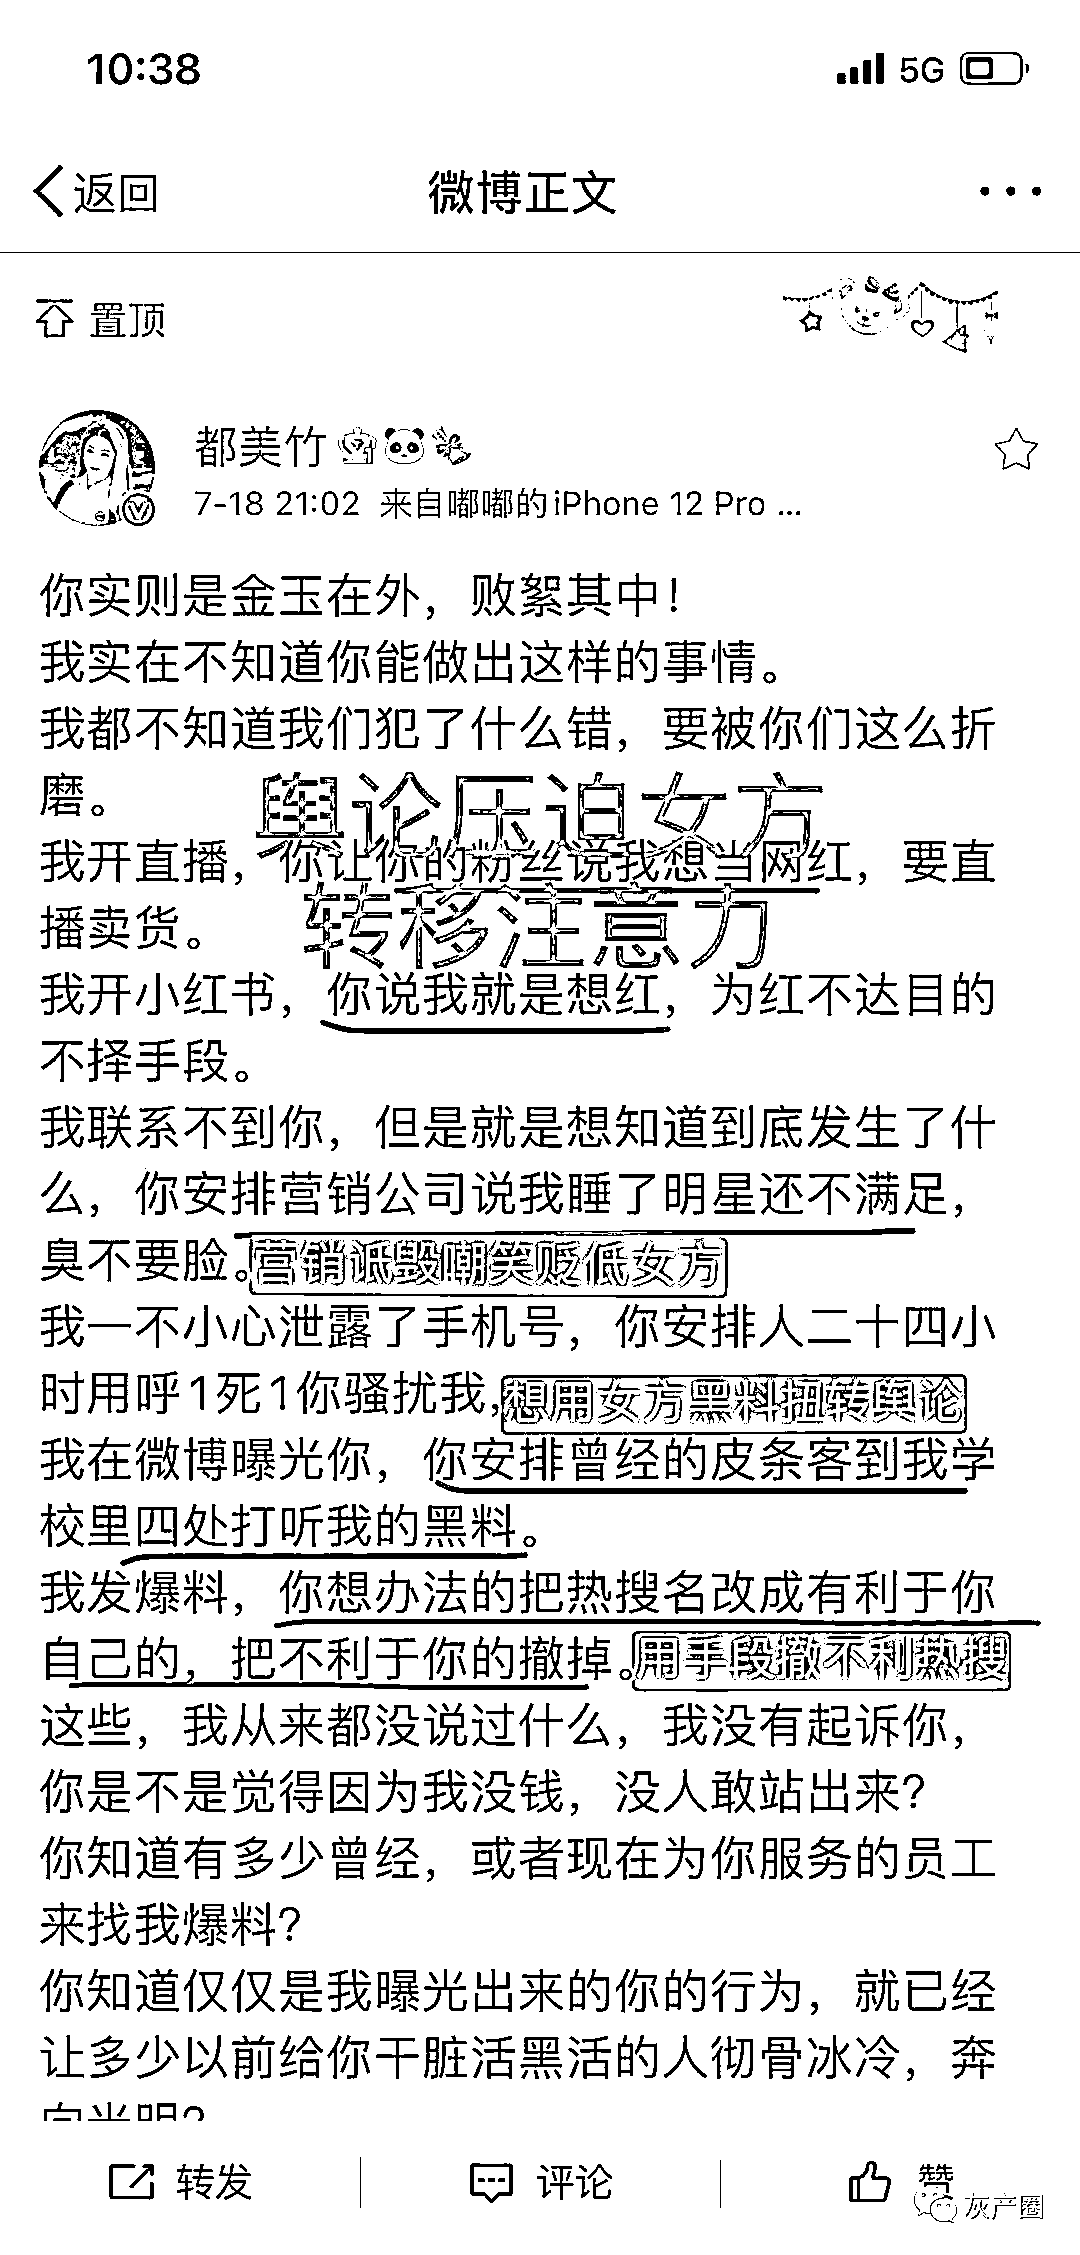 10:38 5G
返回 微博正文
置顶
都美竹
7-18 21:02 来自嘟嘟的iPhone 12 Pro ...
你实则是金玉在外，败絮其中！
我实在不知道你能做出这样的事情。
我都不知道我们犯了什么错，要被你们这么折
磨。
舆论压迫女方
我开直播，你让你的粉丝说我想当网红，要直
播卖货。
转移注意力
我开小红书，你说我就是想红，为红不达目的
不择手段。
我联系不到你，但是就是想知道到底发生了什
么，你安排营销公司说我睡了明星还不满足，
臭不要脸。营销诋毁嘲笑贬低女方
我一不小心泄露了手机号，你安排人二十四小
时用呼1死1你骚扰我，想用女方黑料扭转舆论
我在微博曝光你，你安排曾经的皮条客到我学
校里四处打听我的黑料。
我发爆料，你想办法的把热搜名改成有利于你
自己的，把不利于你的撤掉。用手段撤不利热搜
这些，我从来都没说过什么，我没有起诉你，
你是不是觉得因为我没钱，没人敢站出来？
你知道有多少曾经，或者现在为你服务的员工
来找我爆料？
你知道仅仅是我曝光出来的你的行为，就已经
让多少以前给你干脏活黑活的人彻骨冰冷，奔
向光明？
转发 评论 赞
灰产圈